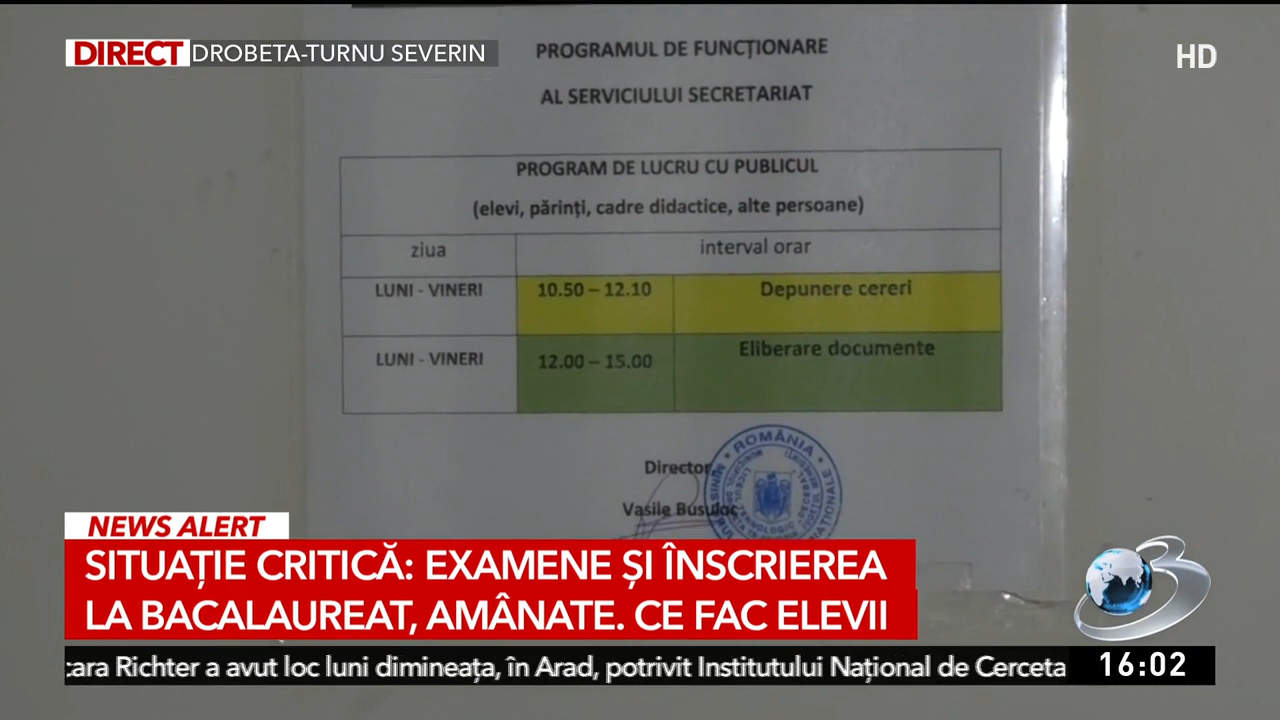 DIRECT DROBETA-TURNU SEVERIN
HD
PROGRAMUL DE FUNCȚIONARE
AL SERVICIULUI SECRETARIAT
PROGRAM DE LUCRU CU PUBLICUL
(elevi, părinți, cadre didactice, alte persoane)
ziua interval orar
LUNI - VINERI 10.50 – 12.10 Depunere cereri
LUNI - VINERI 12.00 – 15.00 Eliberare documente
Director,
Vasile Busuioc
ROMÂNIA
NEWS ALERT
SITUAȚIE CRITICĂ: EXAMENE ȘI ÎNSCRIEREA
LA BACALAUREAT, AMÂNATE. CE FAC ELEVII
3
cara Richter a avut loc luni dimineața, în Arad, potrivit Institutului Național de Cerceta
16:02